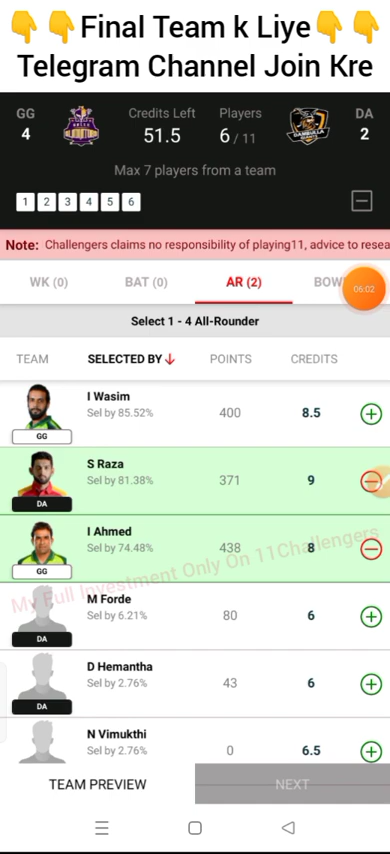 👇👇Final Team k Liye👇👇
Telegram Channel Join Kre
GG
Credits Left
Players
DA
4
51.5
6 / 11
2
Max 7 players from a team
1 2 3 4 5 6
Note: Challengers claims no responsibility of playing11, advice to resea
WK (0)
BAT (0)
AR (2)
BOW
06:02
Select 1 - 4 All-Rounder
TEAM
SELECTED BY
POINTS
CREDITS
I Wasim
Sel by 85.52%
400
8.5
GG
S Raza
Sel by 81.38%
371
9
DA
I Ahmed
Sel by 74.48%
438
8
GG
My Full Investment Only On 11Challengers
M Forde
Sel by 6.21%
80
6
DA
D Hemantha
Sel by 2.76%
43
6
DA
N Vimukthi
Sel by 2.76%
0
6.5
TEAM PREVIEW
NEXT